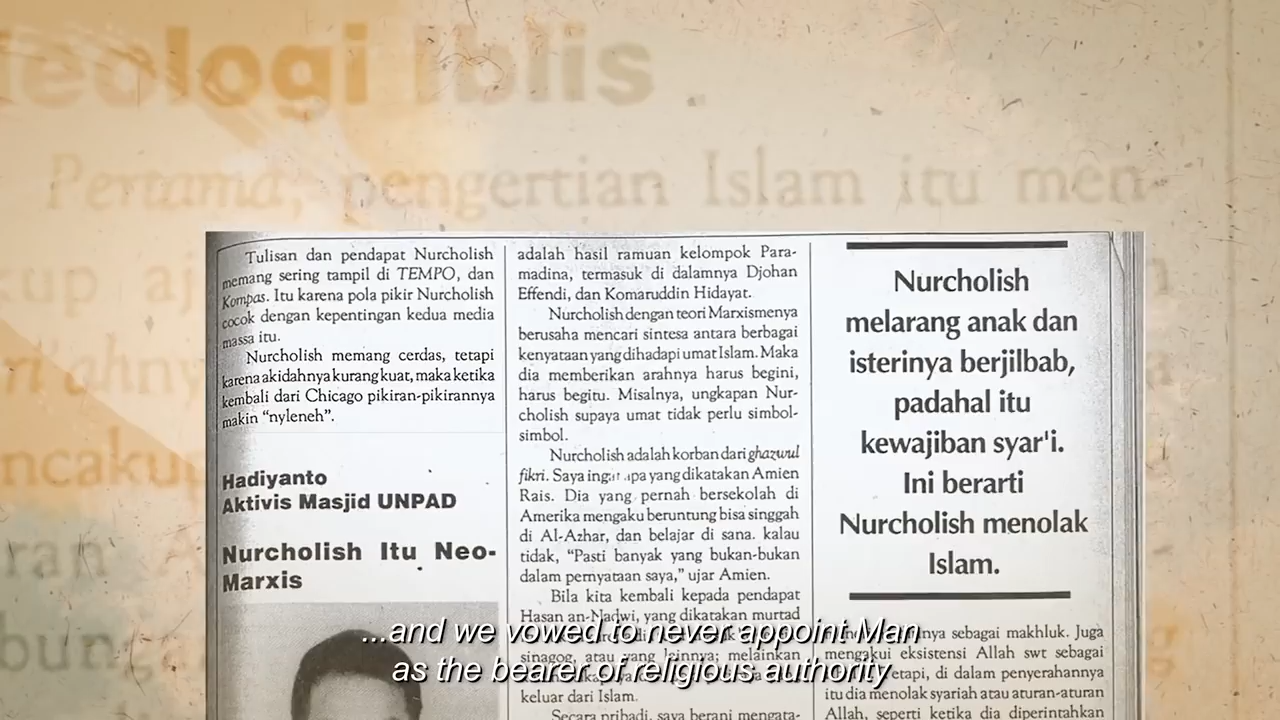 Iblis
Pertama, pengertian Islam itu men-
Tulisan dan pendapat Nurcholish
memang sering tampil di TEMPO, dan
Kompas. Itu karena pola pikir Nurcholish
cocok dengan kepentingan kedua media
massa itu.
Nurcholish memang cerdas, tetapi
karena akidahnya kurang kuat, maka ketika
kembali dari Chicago pikiran-pikirannya
makin “nyleneh”.
Hadiyanto
Aktivis Masjid UNPAD
Nurcholish Itu Neo-
Marxis
adalah hasil ramuan kelompok Para-
madina, termasuk di dalamnya Djohan
Effendi, dan Komaruddin Hidayat.
Nurcholish dengan teori Marxismenya
berusaha mencari sintesa antara berbagai
kenyataan yang dihadapi umat Islam. Maka
dia memberikan arahnya harus begini,
harus begitu. Misalnya, ungkapan Nur-
cholish supaya umat tidak perlu simbol-
simbol.
Nurcholish adalah korban dari ghazwul
fikri. Saya ingat apa yang dikatakan Amien
Rais. Dia yang pernah bersekolah di
Amerika mengaku beruntung bisa singgah
di Al-Azhar, dan belajar di sana. kalau
tidak, “Pasti banyak yang bukan-bukan
dalam pernyataan saya,” ujar Amien.
Bila kita kembali kepada pendapat
Hasan an-Nadwi, yang dikatakan murtad
sinagog, atau yang lainnya; melainkan
keluar dari Islam.
Secara pribadi, saya berani mengata-
Nurcholish
melarang anak dan
isterinya berjilbab,
padahal itu
kewajiban syar'i.
Ini berarti
Nurcholish menolak
Islam.
sebagai makhluk. Juga
mengakui eksistensi Allah swt sebagai
tetapi, di dalam penyerahannya
itu dia menolak syariah atau aturan-aturan
Allah, seperti ketika dia diperintahkan
...and we vowed to never appoint Man
as the bearer of religious authority